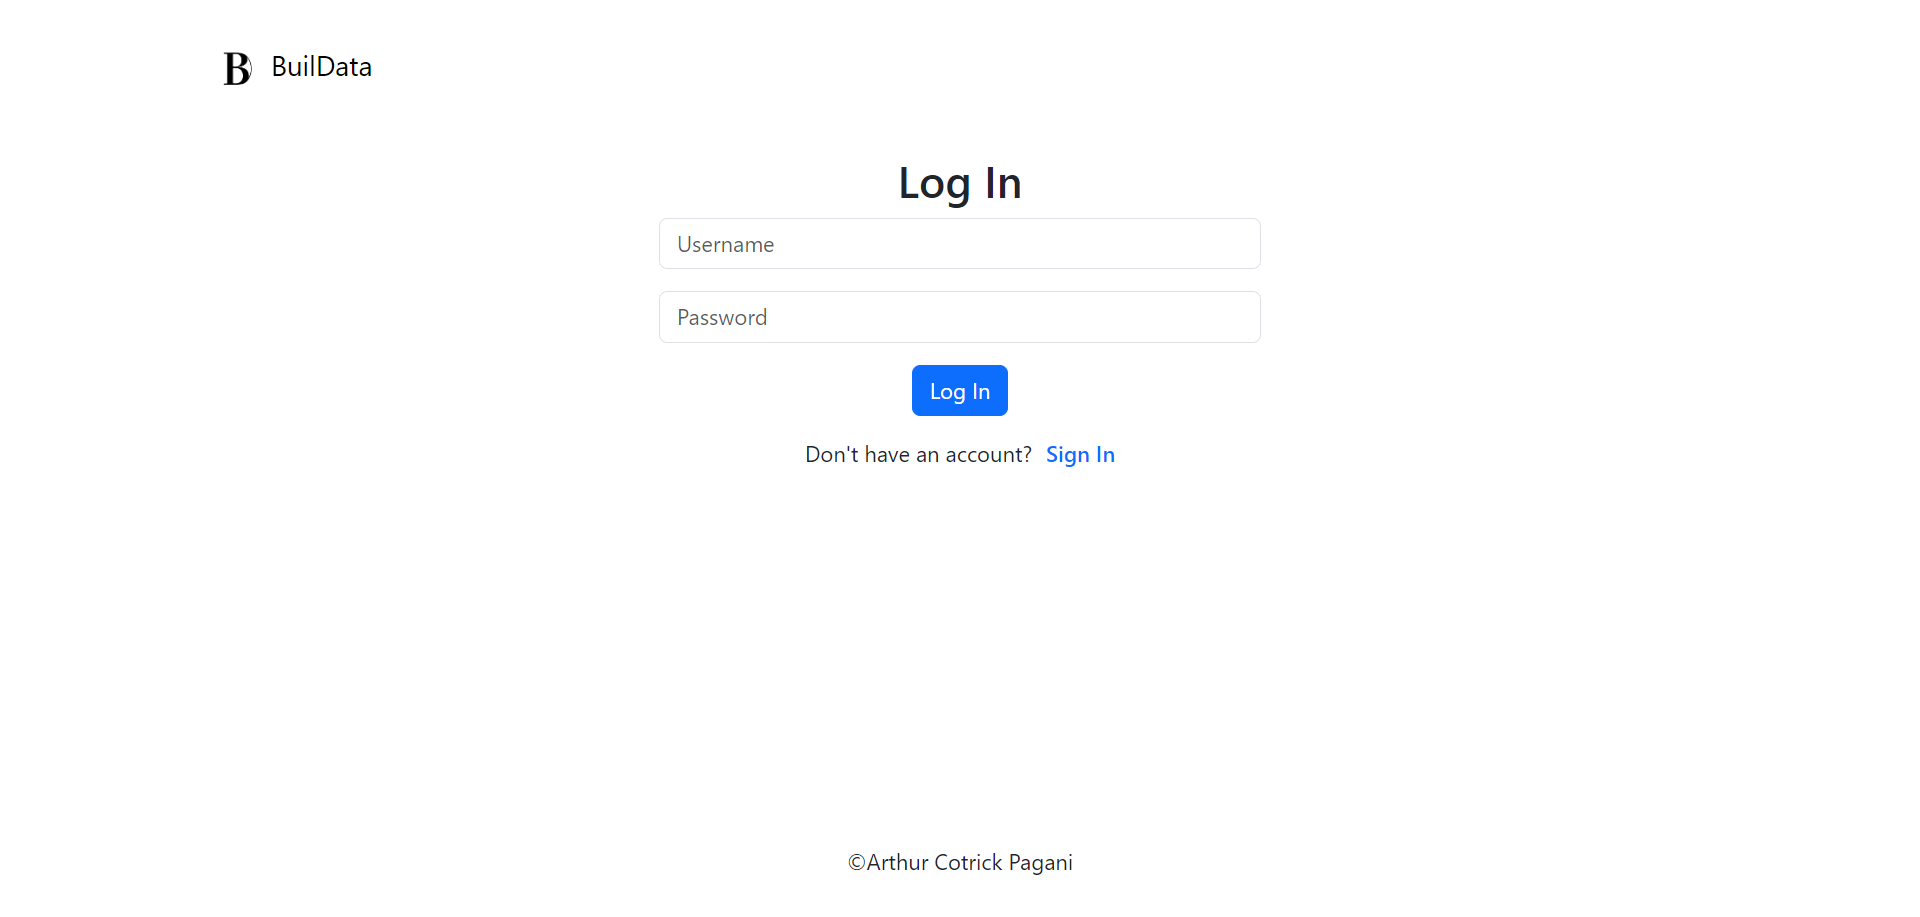 B BuilData
Log In
Username
Password
Log In
Don't have an account? Sign In
©Arthur Cotrick Pagani